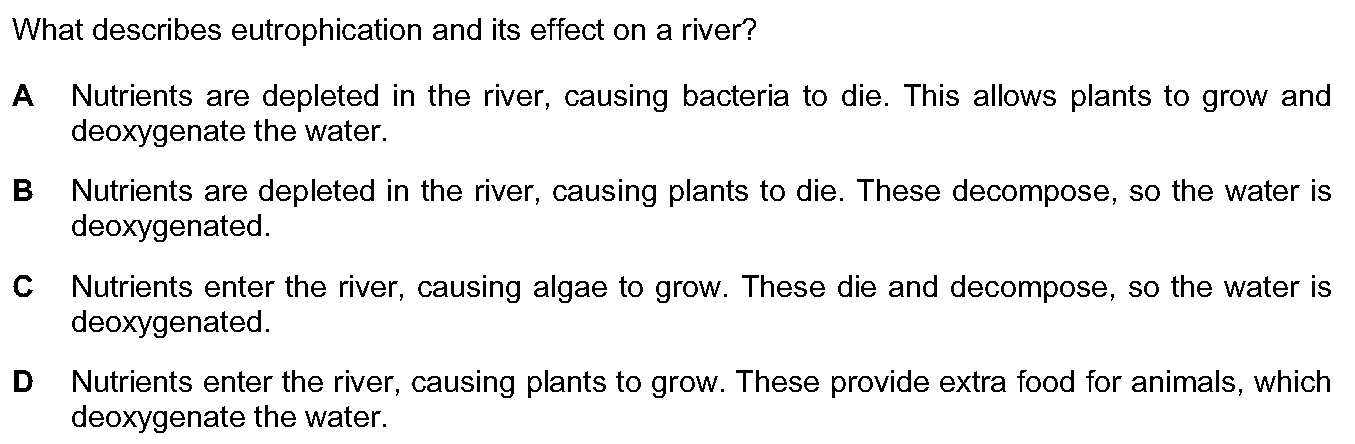 What describes eutrophication and its effect on a river?
A Nutrients are depleted in the river, causing bacteria to die. This allows plants to grow and
deoxygenate the water.
B Nutrients are depleted in the river, causing plants to die. These decompose, so the water is
deoxygenated.
C Nutrients enter the river, causing algae to grow. These die and decompose, so the water is
deoxygenated.
D Nutrients enter the river, causing plants to grow. These provide extra food for animals, which
deoxygenate the water.